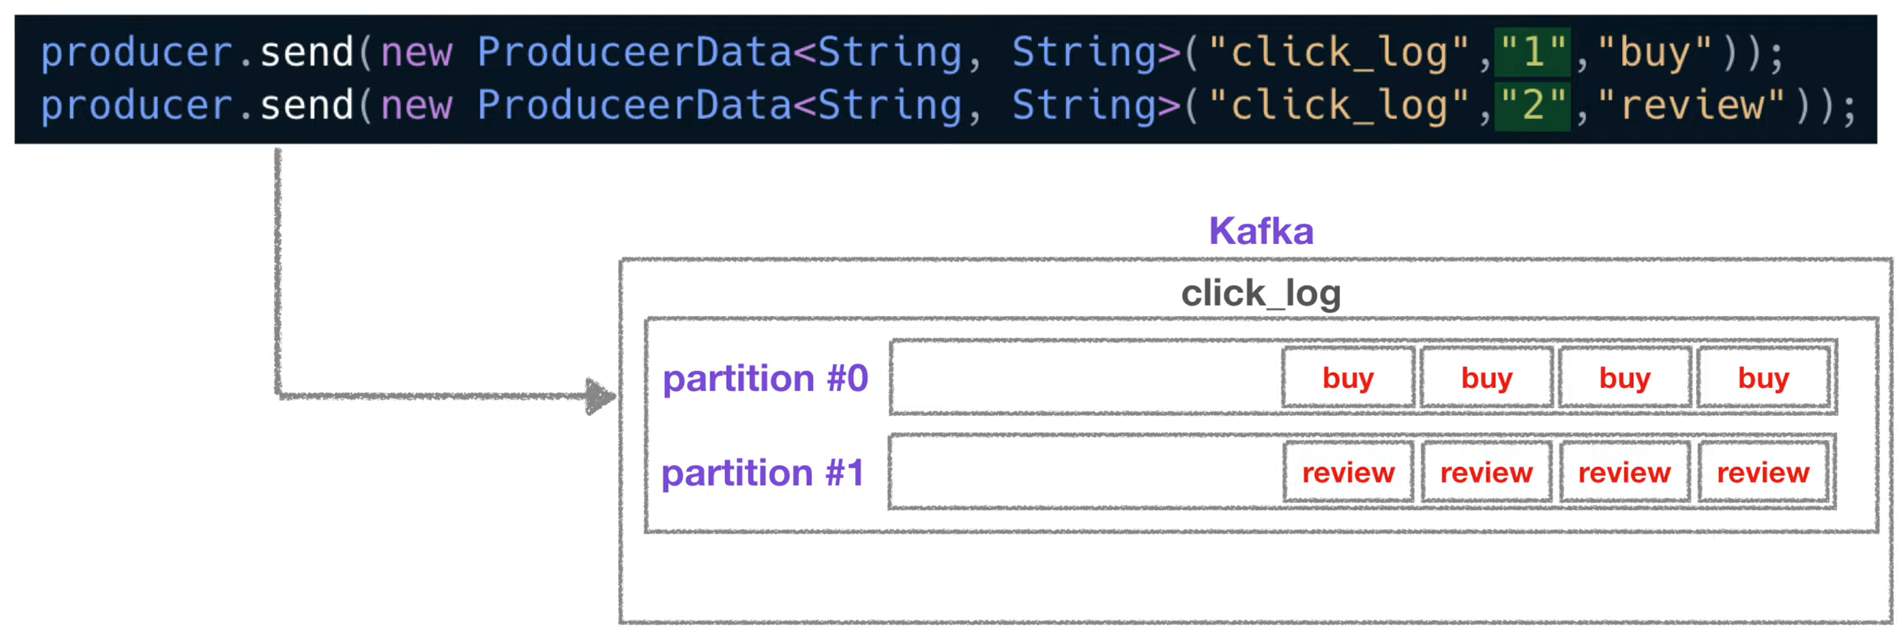 producer.send(new ProduceerData<String, String>("click_log","1","buy"));
producer.send(new ProduceerData<String, String>("click_log","2","review"));
Kafka
click_log
partition #0 buy buy buy buy
partition #1 review review review review